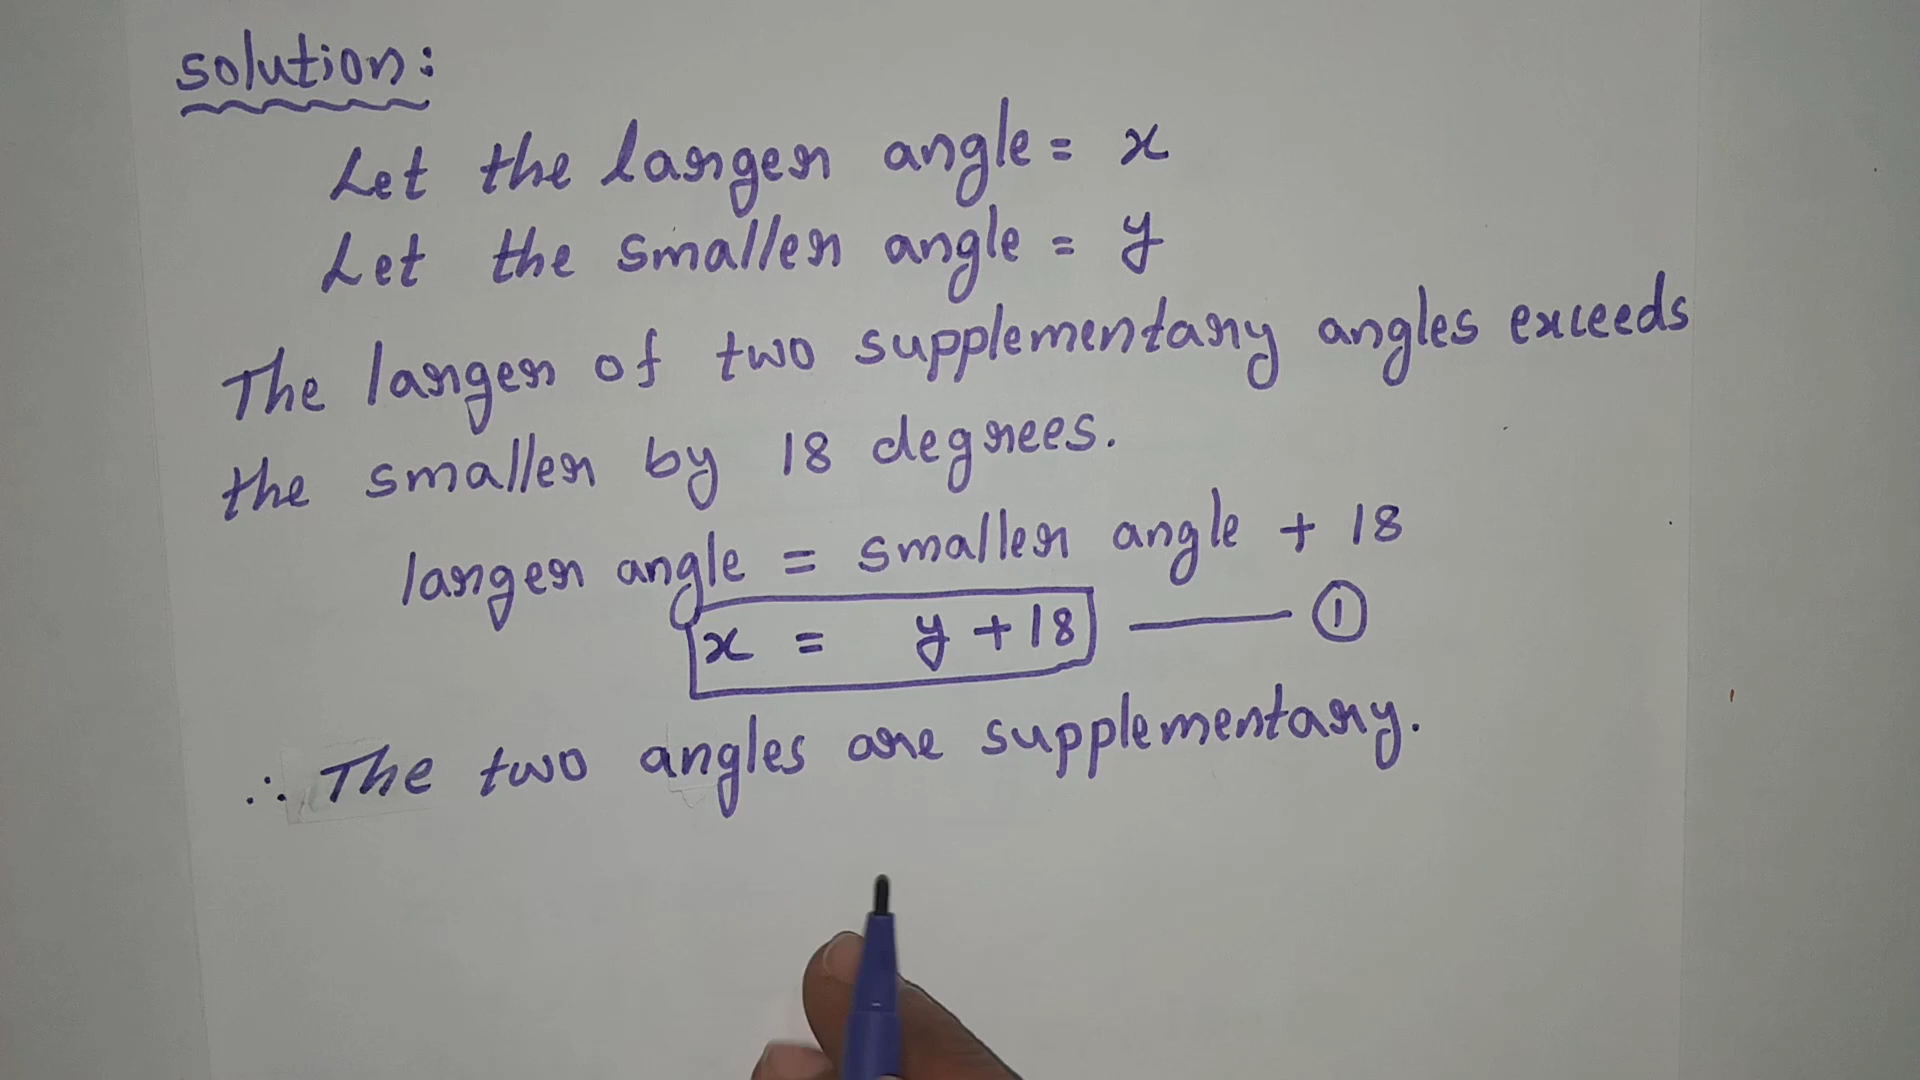 solution:
Let the larger angle = x
Let the smaller angle = y
The larger of two supplementary angles exceeds
the smaller by 18 degrees.
larger angle = smaller angle + 18
x = y + 18 ——— ①
∴ The two angles are supplementary.